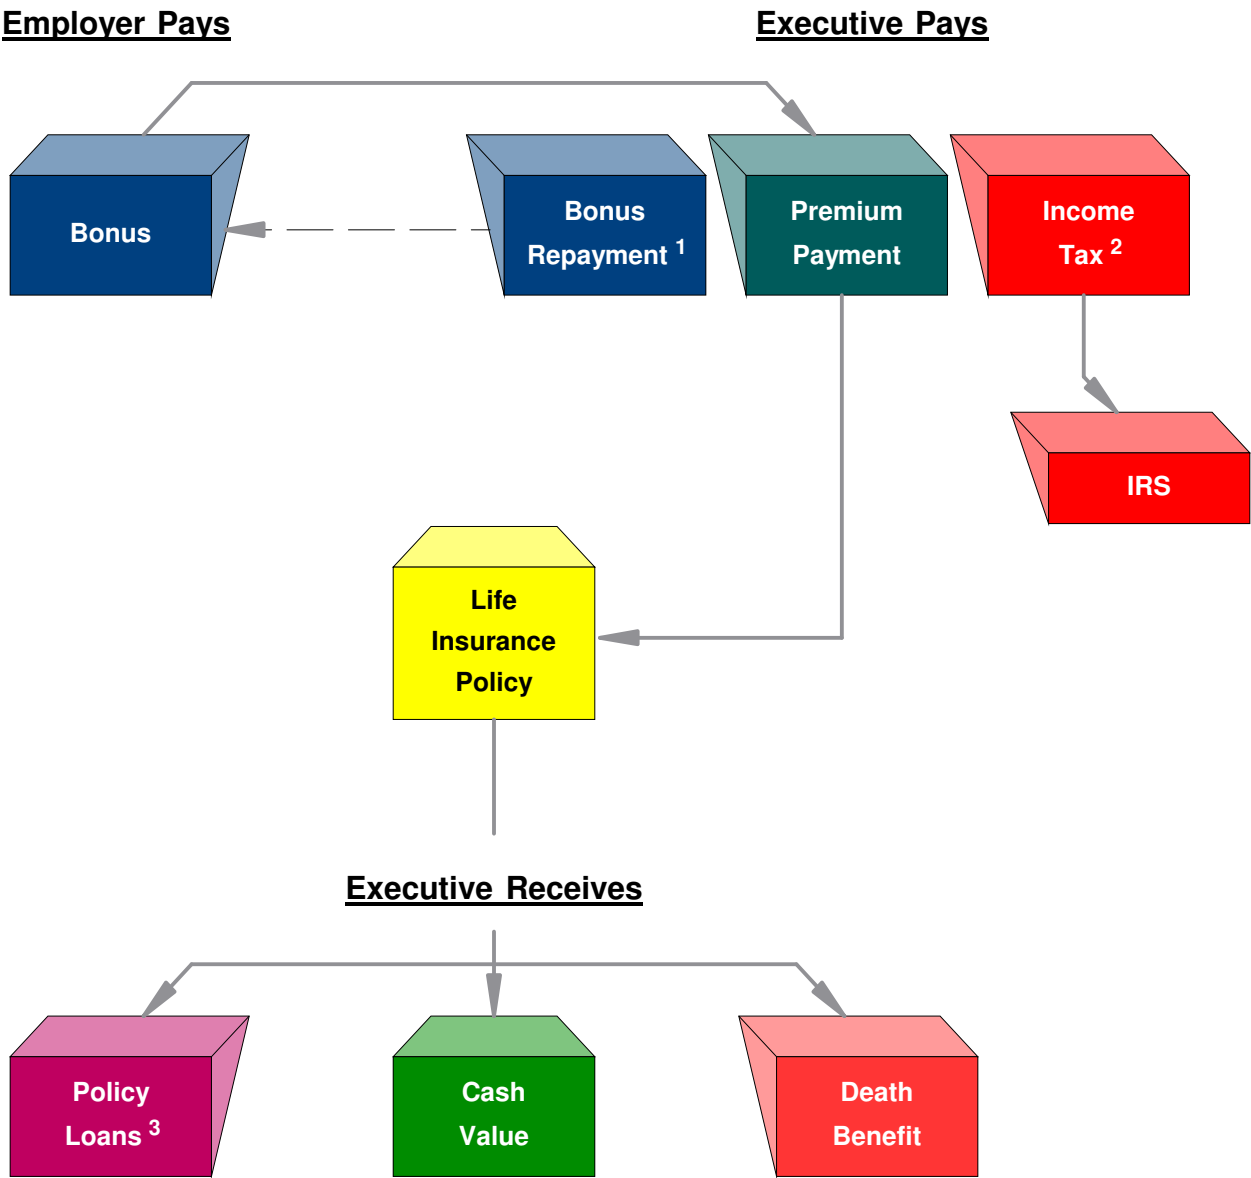 Employer Pays
Executive Pays
Bonus
Bonus
Repayment 1
Premium
Payment
Income
Tax 2
IRS
Life
Insurance
Policy
Executive Receives
Policy
Loans 3
Cash
Value
Death
Benefit